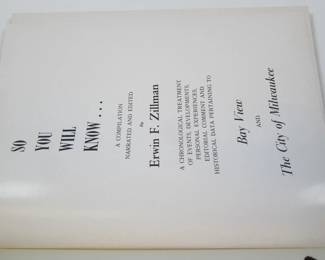 SO
YOU
WILL
KNOW . . .
A COMPILATION
NARRATED AND EDITED
by
Erwin F. Zillman
A CHRONOLOGICAL TREATMENT
OF EVENTS, DEVELOPMENTS,
PERSONAL EXPERIENCES,
EDITORIAL COMMENT AND
HISTORICAL DATA PERTAINING TO
Bay View
AND
The City of Milwaukee